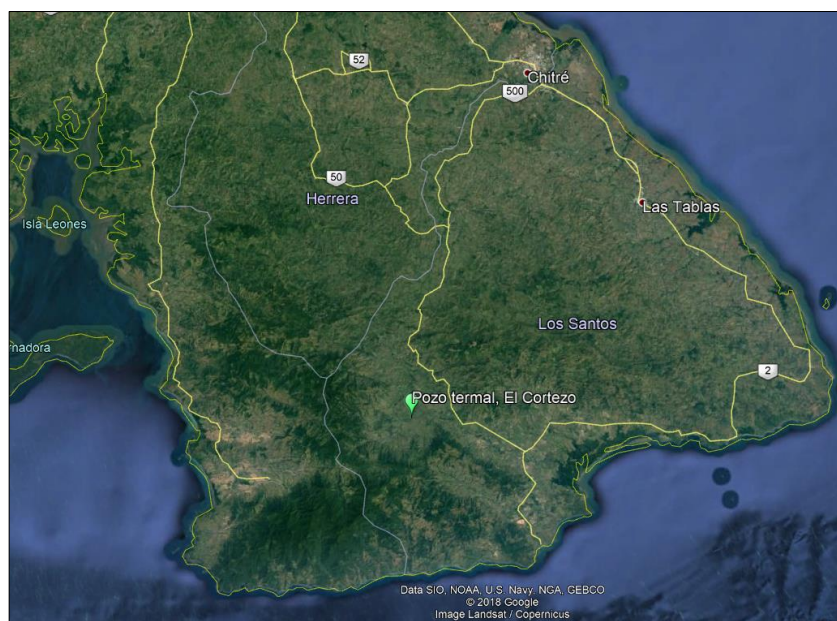 52
Chitré
500
50
Herrera
Las Tablas
Isla Leones
Los Santos
madora
2
Pozo termal, El Cortezo
Data SIO, NOAA, U.S. Navy, NGA, GEBCO
© 2018 Google
Image Landsat / Copernicus